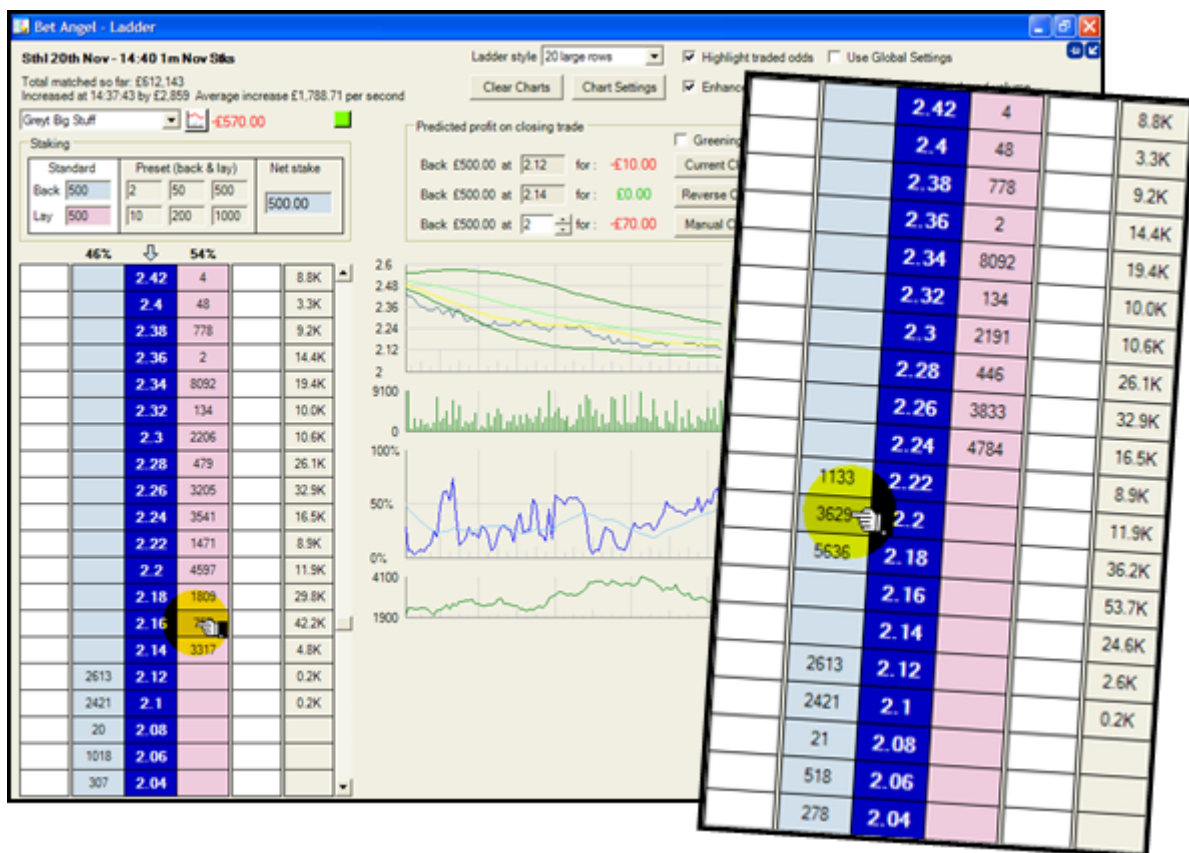 Bet Angel - Ladder
Sthl 20th Nov - 14:40 1m Nov Stks
Total matched so far: £612,143
Increased at 14:37:43 by £2,859 Average increase £1,788.71 per second
Ladder style 20 large rows
Highlight traded odds Use Global Settings
Clear Charts Chart Settings
Greyt Big Stuff -£570.00
Staking
Standard Preset (back & lay) Net stake
Back 500 2 50 500
500.00
Lay 500 10 200 1000
Predicted profit on closing trade
Greening
Back £500.00 at 2.12 for : -£10.00
Back £500.00 at 2.14 for : £0.00
Back £500.00 at 2 for : -£70.00
46% 54%
2.42 4 8.8K
2.4 48 3.3K
2.38 778 9.2K
2.36 2 14.4K
2.34 8092 19.4K
2.32 134 10.0K
2.3 2206 10.6K
2.28 479 26.1K
2.26 3205 32.9K
2.24 3541 16.5K
2.22 1471 8.9K
2.2 4597 11.9K
2.18 1809 29.8K
2.16 42.2K
2.14 3317 4.8K
2613 2.12 0.2K
2421 2.1 0.2K
20 2.08
1018 2.06
307 2.04
2.6
2.48
2.36
2.24
2.12
2
9100
0
100%
50%
0%
4100
1900
2.42 4 8.8K
2.4 48 3.3K
2.38 778 9.2K
2.36 2 14.4K
2.34 8092 19.4K
2.32 134 10.0K
2.3 2191 10.6K
2.28 446 26.1K
2.26 3833 32.9K
2.24 4784 16.5K
1133 2.22 8.9K
3629 2.2 11.9K
5636 2.18 36.2K
2.16 53.7K
2.14 24.6K
2613 2.12 2.6K
2421 2.1 0.2K
21 2.08
518 2.06
278 2.04